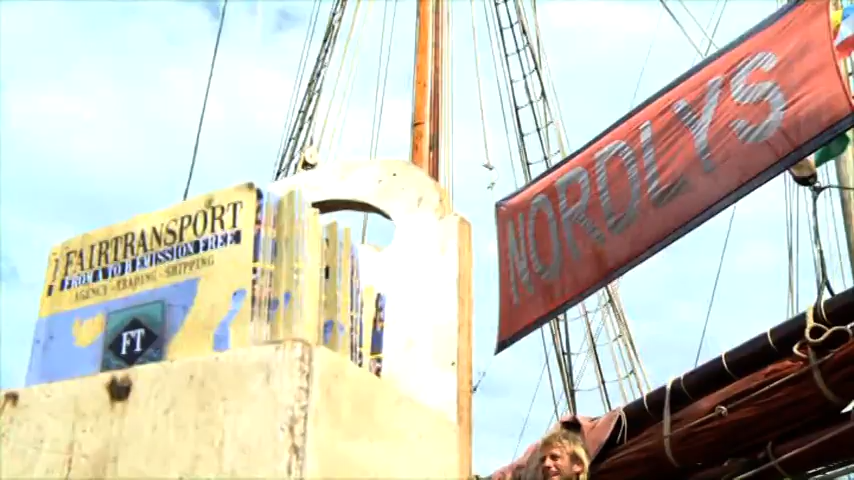 FAIRTRANSPORT
FROM A TO B EMISSION FREE
AGENCY - TRADING - SHIPPING
FT
NORDLYS